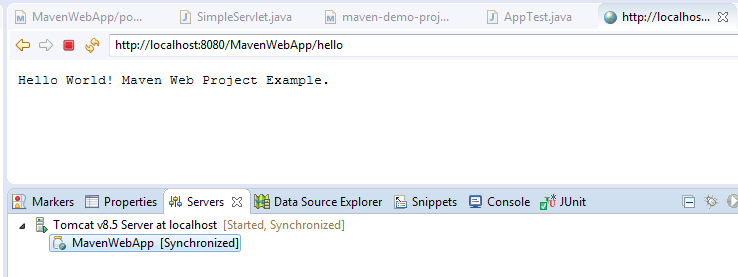 MavenWebApp/po... SimpleServlet.java maven-demo-proj... AppTest.java http://localhos...
http://localhost:8080/MavenWebApp/hello
Hello World! Maven Web Project Example.
Markers Properties Servers Data Source Explorer Snippets Console JUnit
Tomcat v8.5 Server at localhost [Started, Synchronized]
MavenWebApp [Synchronized]